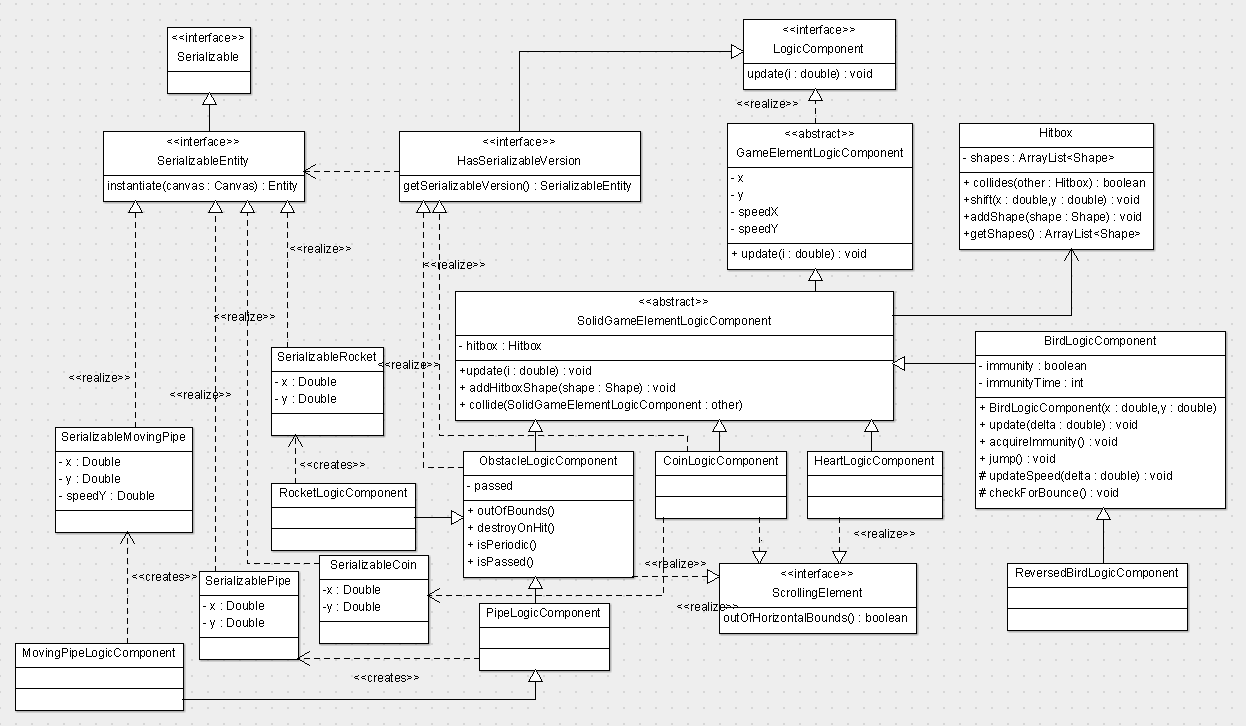 <<interface>>
Serializable
<<interface>>
LogicComponent
update(i : double) : void
<<realize>>
<<interface>>
SerializableEntity
instantiate(canvas : Canvas) : Entity
<<interface>>
HasSerializableVersion
getSerializableVersion() : SerializableEntity
<<abstract>>
GameElementLogicComponent
- x
- y
- speedX
- speedY
+ update(i : double) : void
Hitbox
- shapes : ArrayList<Shape>
+ collides(other : Hitbox) : boolean
+shift(x : double,y : double) : void
+addShape(shape : Shape) : void
+getShapes() : ArrayList<Shape>
<<realize>>
<<realize>>
<<realize>>
<<realize>>
<<realize>>
<<realize>>
<<abstract>>
SolidGameElementLogicComponent
- hitbox : Hitbox
+update(i : double) : void
+ addHitboxShape(shape : Shape) : void
+ collide(SolidGameElementLogicComponent : other)
BirdLogicComponent
- immunity : boolean
- immunityTime : int
+ BirdLogicComponent(x : double,y : double)
+ update(delta : double) : void
+ acquireImmunity() : void
+ jump() : void
# updateSpeed(delta : double) : void
# checkForBounce() : void
SerializableRocket
- x : Double
- y : Double
SerializableMovingPipe
- x : Double
- y : Double
- speedY : Double
<<creates>>
RocketLogicComponent
ObstacleLogicComponent
- passed
+ outOfBounds()
+ destroyOnHit()
+ isPeriodic()
+ isPassed()
CoinLogicComponent
HeartLogicComponent
<<realize>>
<<realize>>
<<realize>>
<<interface>>
ScrollingElement
outOfHorizontalBounds() : boolean
ReversedBirdLogicComponent
<<creates>>
SerializablePipe
- x : Double
- y : Double
SerializableCoin
-x : Double
-y : Double
PipeLogicComponent
MovingPipeLogicComponent
<<creates>>